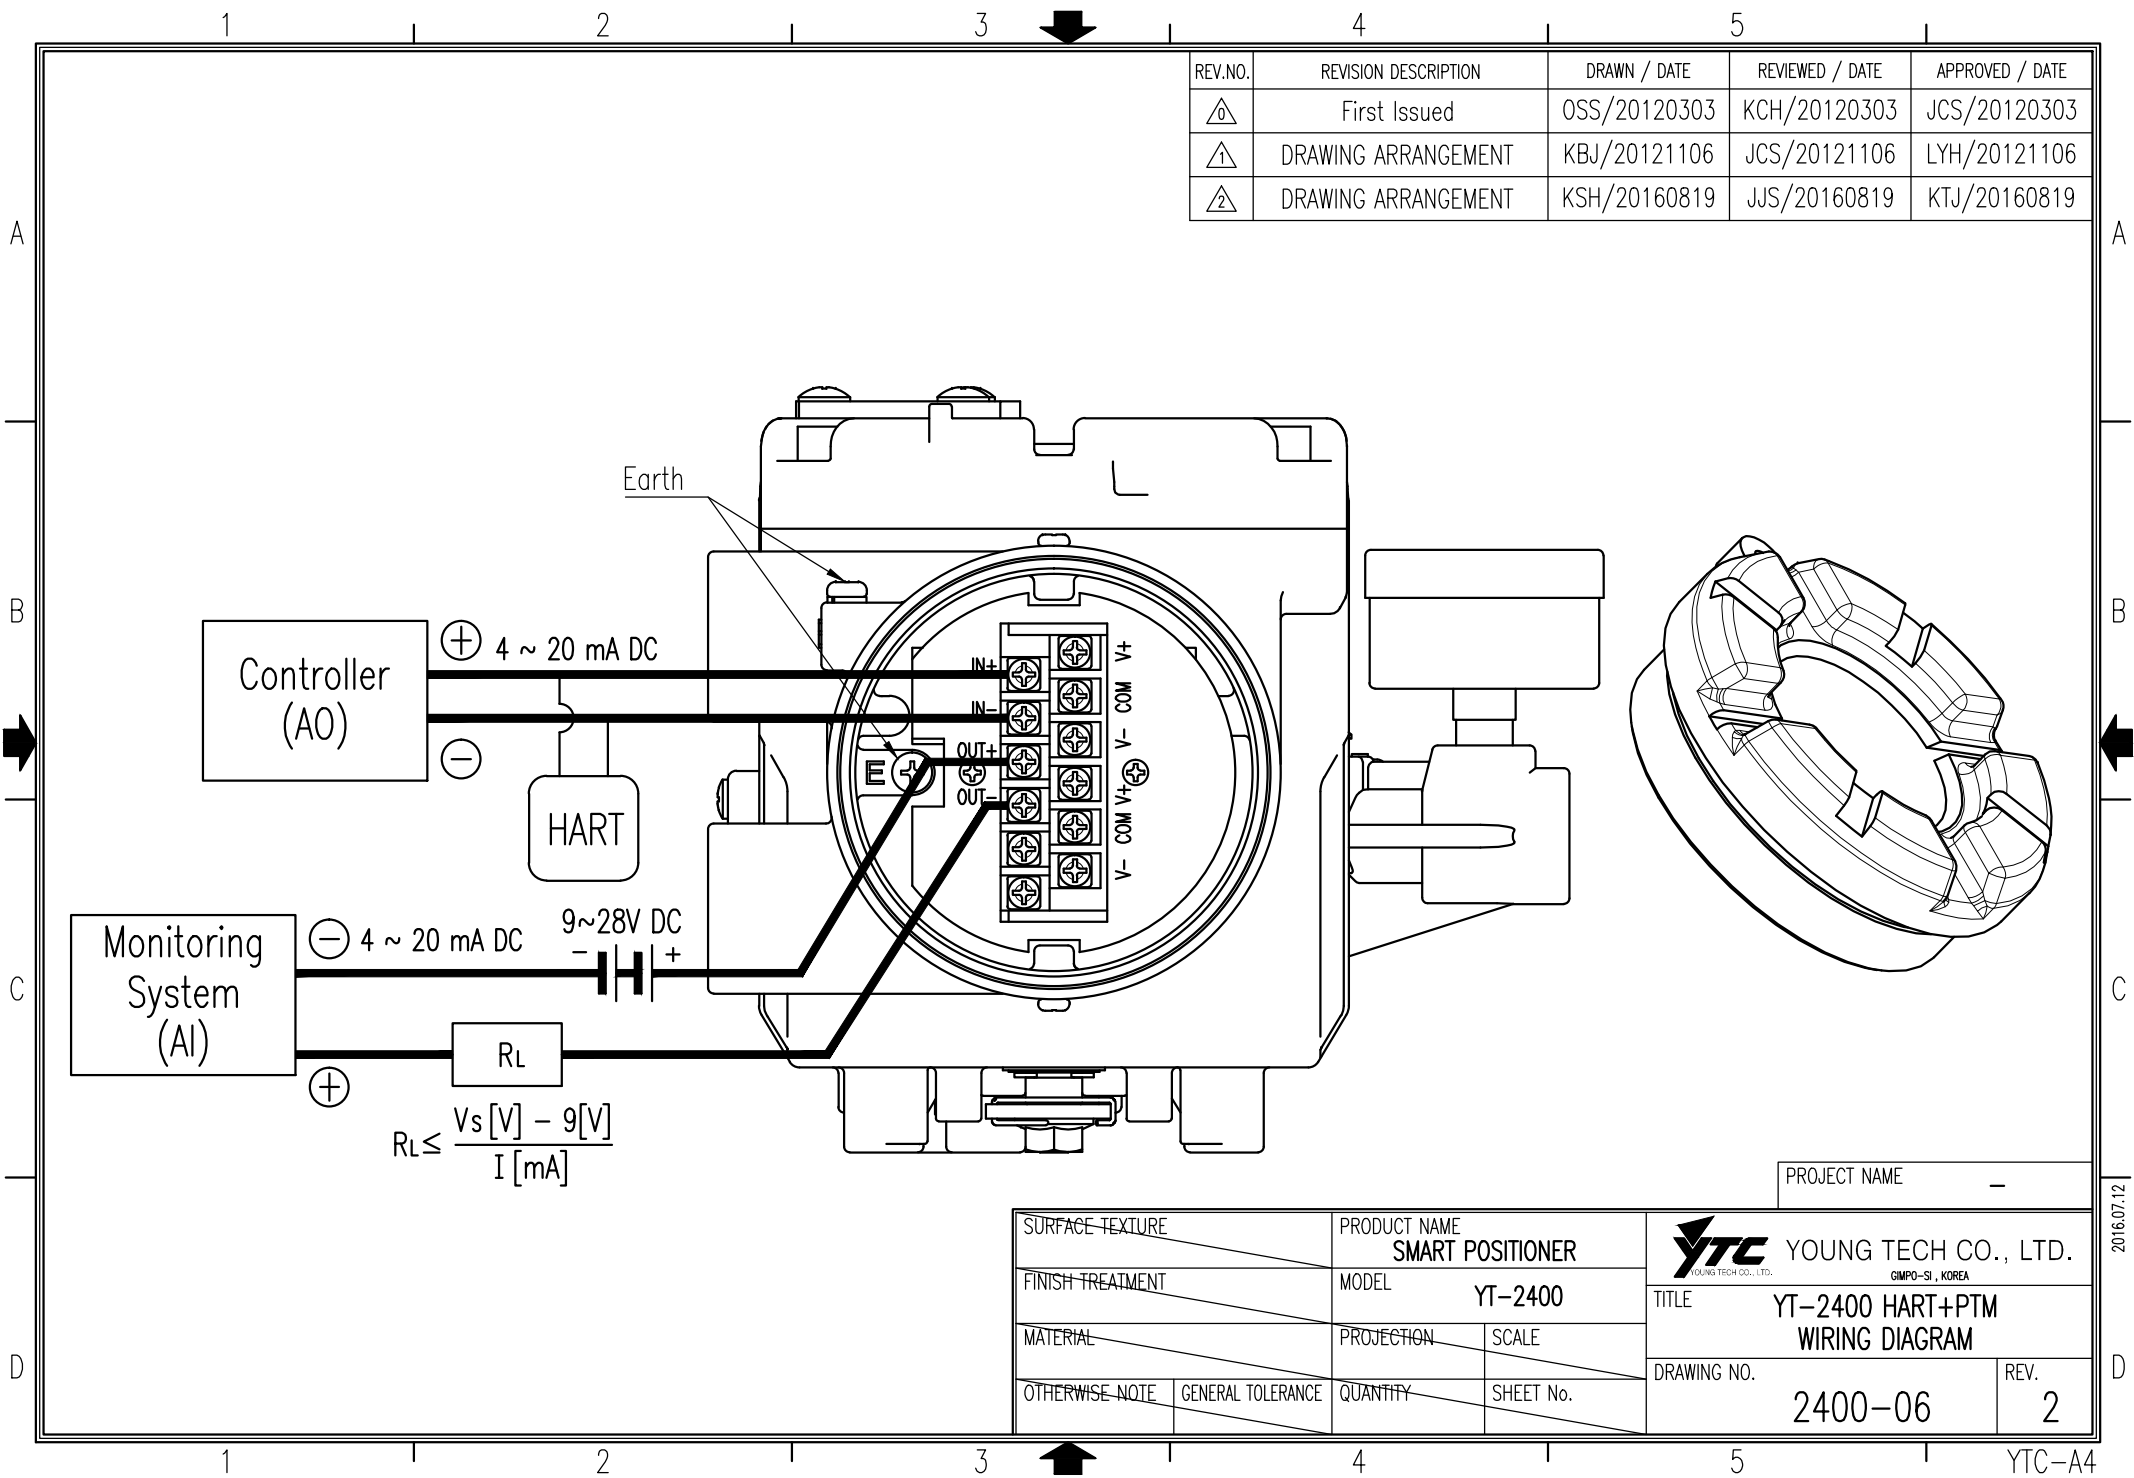 1 2 3 4 5
REV.NO. REVISION DESCRIPTION DRAWN / DATE REVIEWED / DATE APPROVED / DATE
0 First Issued OSS/20120303 KCH/20120303 JCS/20120303
1 DRAWING ARRANGEMENT KBJ/20121106 JCS/20121106 LYH/20121106
2 DRAWING ARRANGEMENT KSH/20160819 JJS/20160819 KTJ/20160819
A A
Earth
B B
Controller
(AO)
+ 4 ~ 20 mA DC
−
HART
IN+
IN-
OUT+
OUT-
E
V+
COM
V-
V+
COM
V-
Monitoring
System
(AI)
− 4 ~ 20 mA DC
9~28V DC
- +
C C
RL
+
RL≤ Vs[V] − 9[V]
I [mA]
PROJECT NAME −
2016.07.12
SURFACE TEXTURE
FINISH TREATMENT
MATERIAL
OTHERWISE NOTE GENERAL TOLERANCE
PRODUCT NAME
SMART POSITIONER
MODEL
YT-2400
PROJECTION SCALE
QUANTITY SHEET No.
YTC
YOUNG TECH CO., LTD.
YOUNG TECH CO., LTD.
GIMPO-SI , KOREA
TITLE
YT-2400 HART+PTM
WIRING DIAGRAM
DRAWING NO.
2400-06
REV.
2
D D
1 2 3 4 5
YTC-A4